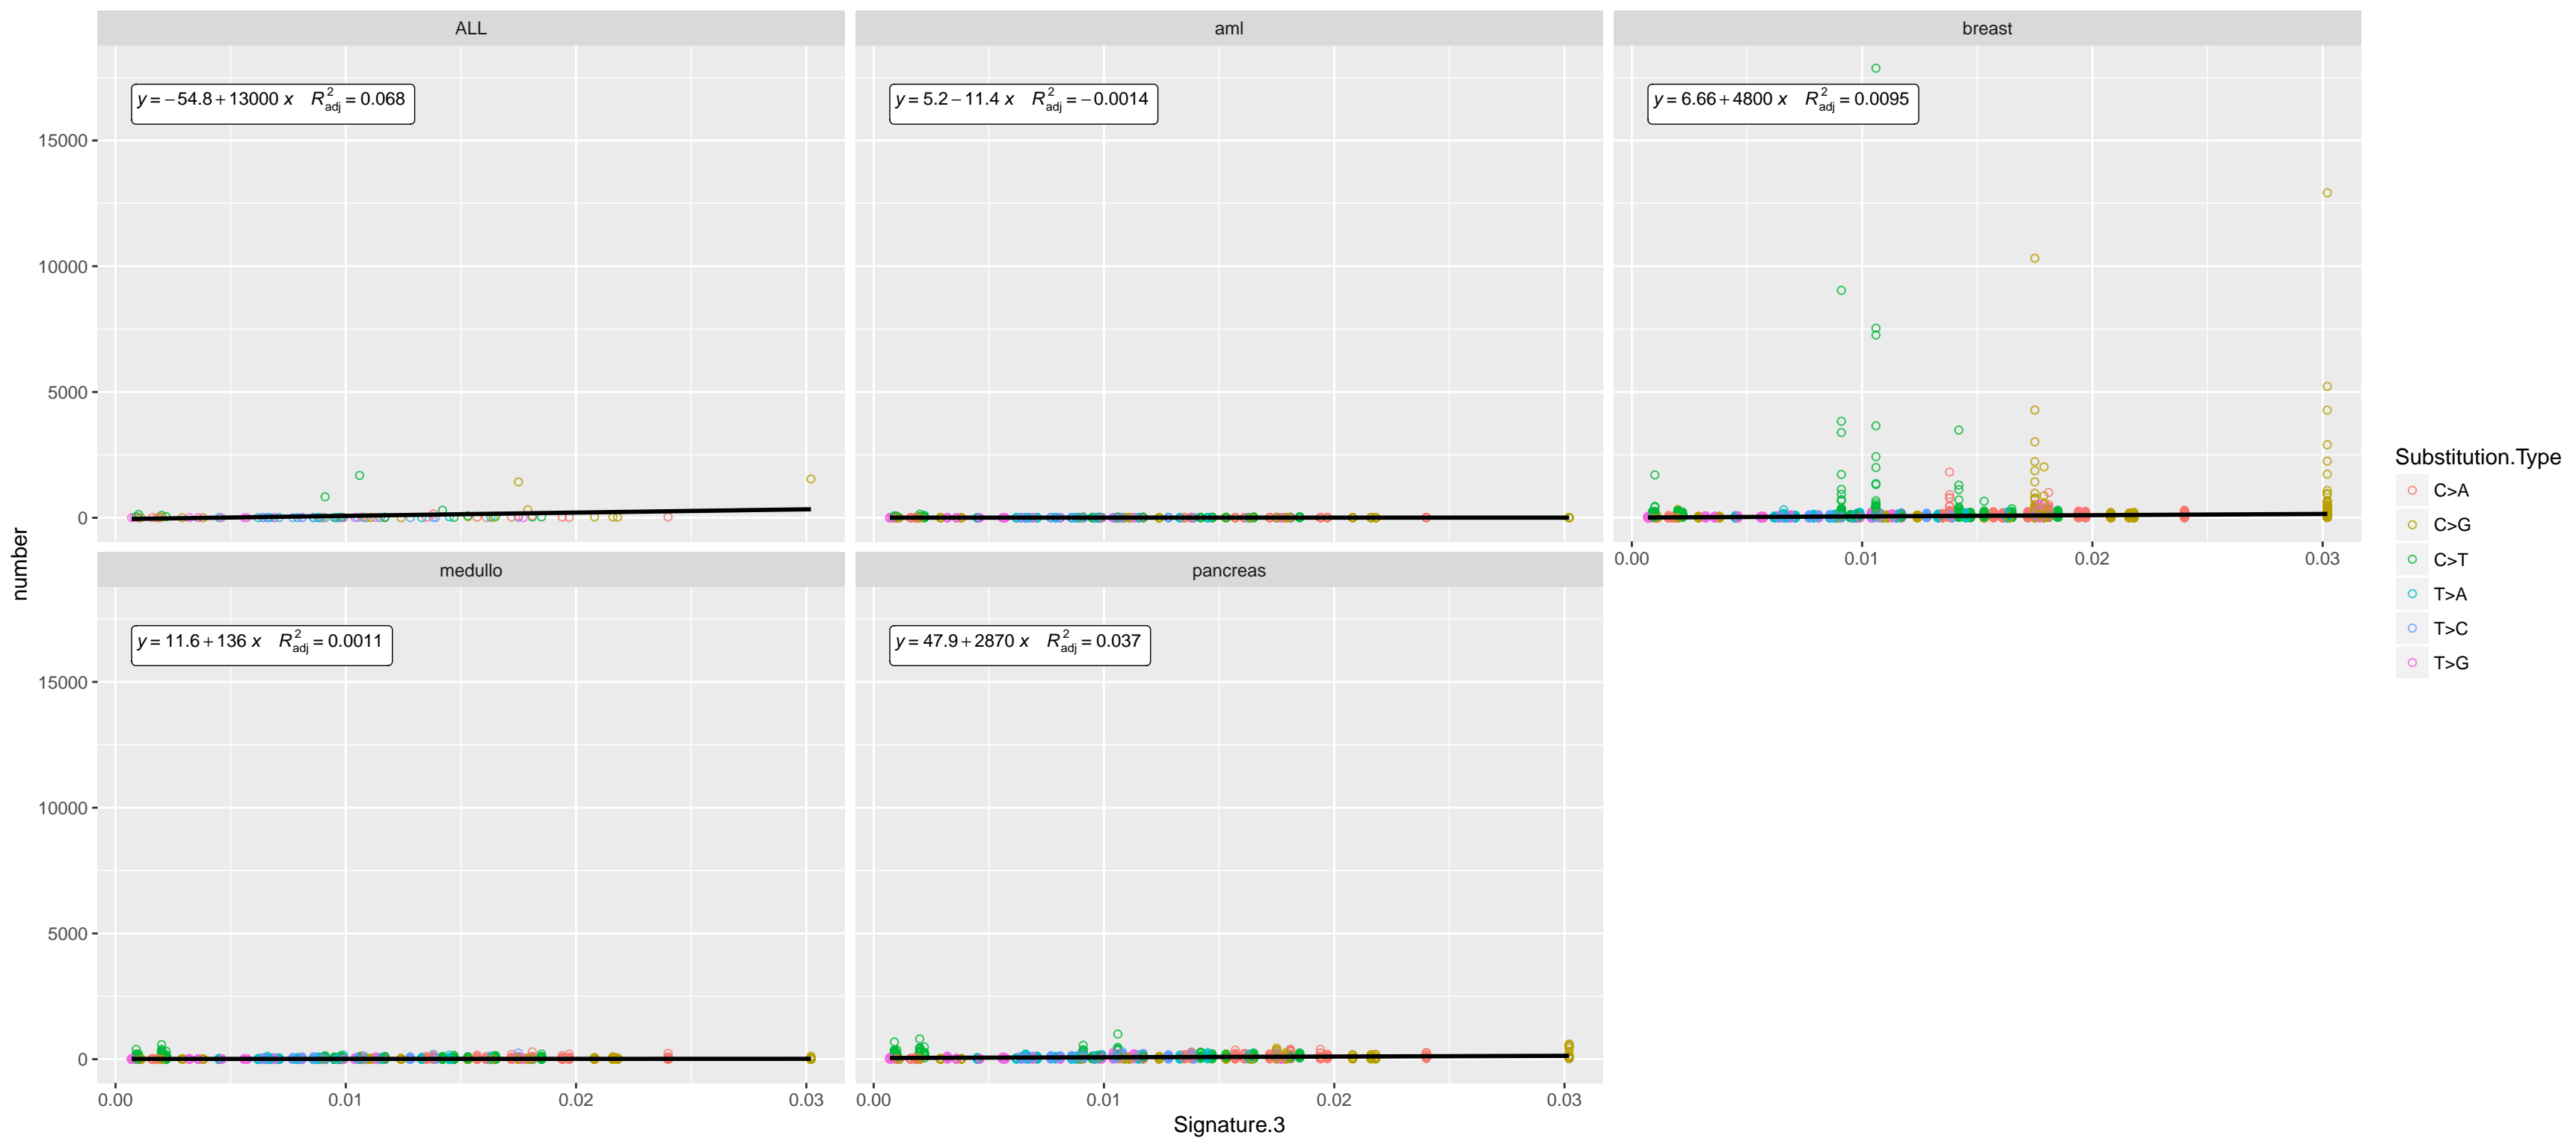 ALL
aml
breast
y = −54.8 + 13000 x R²adj = 0.068
y = 5.2 − 11.4 x R²adj = −0.0014
y = 6.66 + 4800 x R²adj = 0.0095
15000
10000
5000
0
0.00 0.01 0.02 0.03
medullo
pancreas
y = 11.6 + 136 x R²adj = 0.0011
y = 47.9 + 2870 x R²adj = 0.037
15000
10000
5000
0
0.00 0.01 0.02 0.03
0.00 0.01 0.02 0.03
Signature.3
number
Substitution.Type
C>A
C>G
C>T
T>A
T>C
T>G